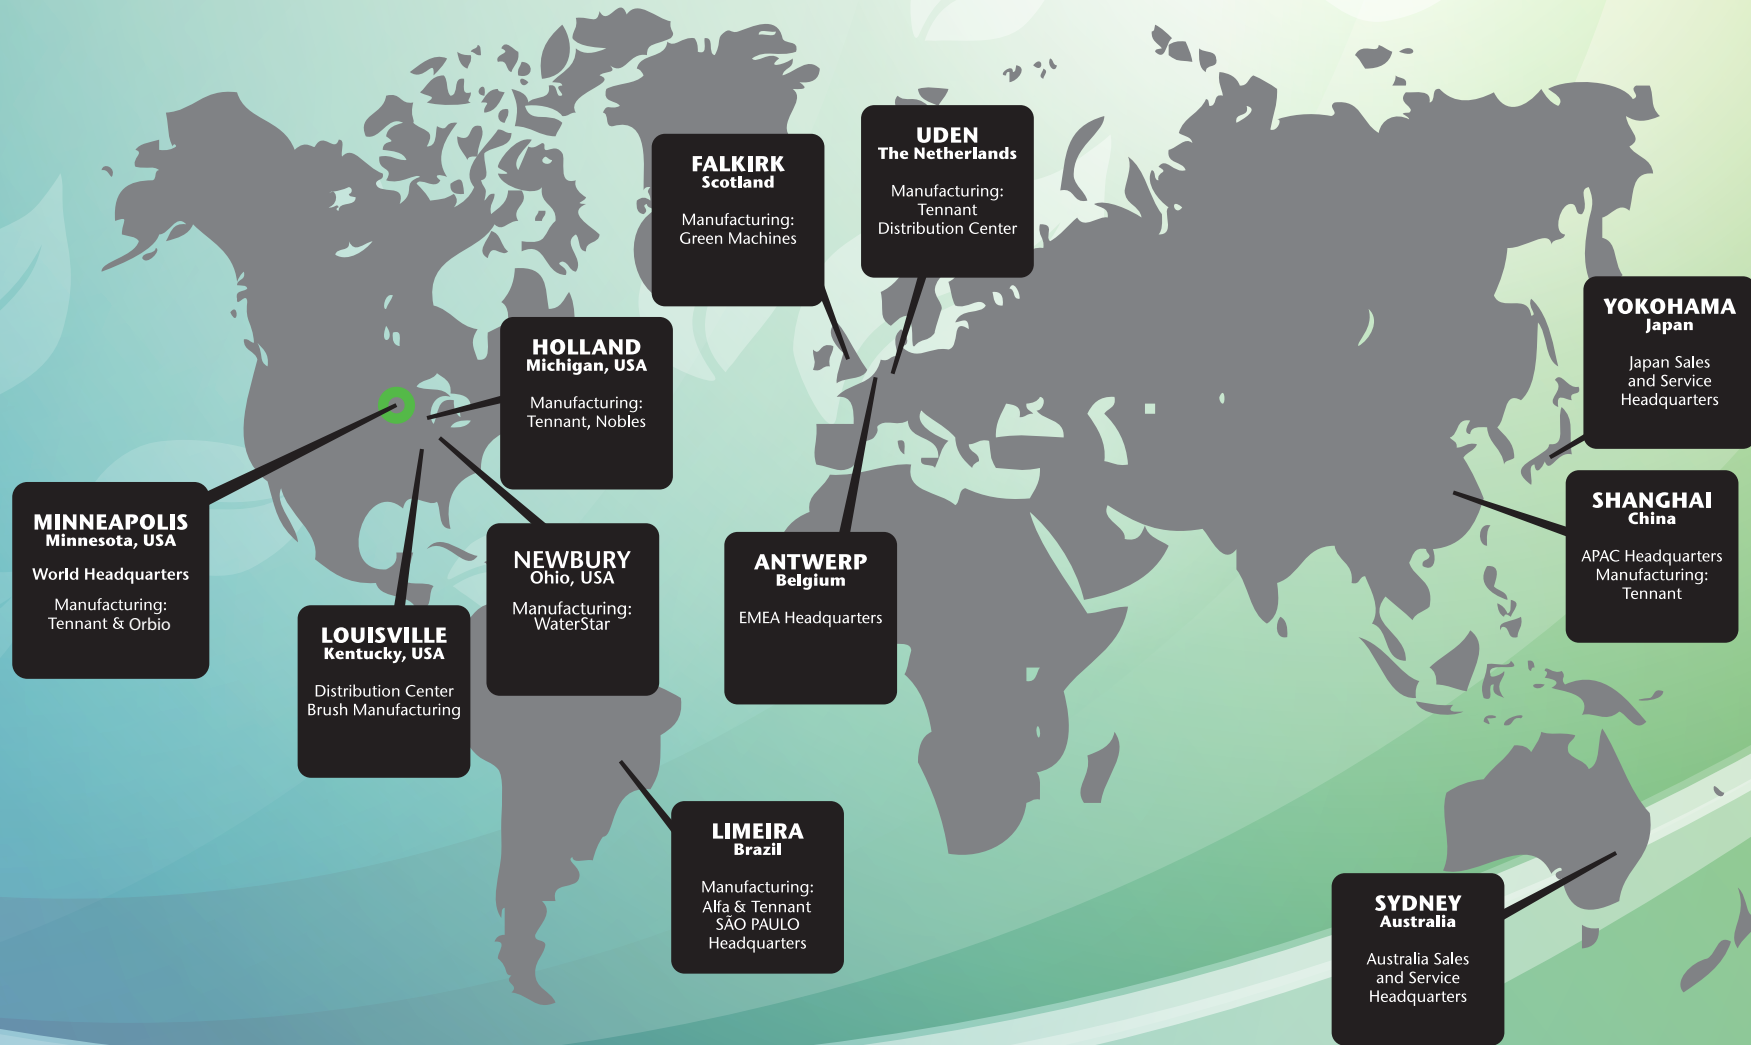 FALKIRK
Scotland
Manufacturing:
Green Machines
UDEN
The Netherlands
Manufacturing:
Tennant
Distribution Center
HOLLAND
Michigan, USA
Manufacturing:
Tennant, Nobles
YOKOHAMA
Japan
Japan Sales
and Service
Headquarters
MINNEAPOLIS
Minnesota, USA
World Headquarters
Manufacturing:
Tennant & Orbio
LOUISVILLE
Kentucky, USA
Distribution Center
Brush Manufacturing
NEWBURY
Ohio, USA
Manufacturing:
WaterStar
ANTWERP
Belgium
EMEA Headquarters
SHANGHAI
China
APAC Headquarters
Manufacturing:
Tennant
LIMEIRA
Brazil
Manufacturing:
Alfa & Tennant
SÃO PAULO
Headquarters
SYDNEY
Australia
Australia Sales
and Service
Headquarters